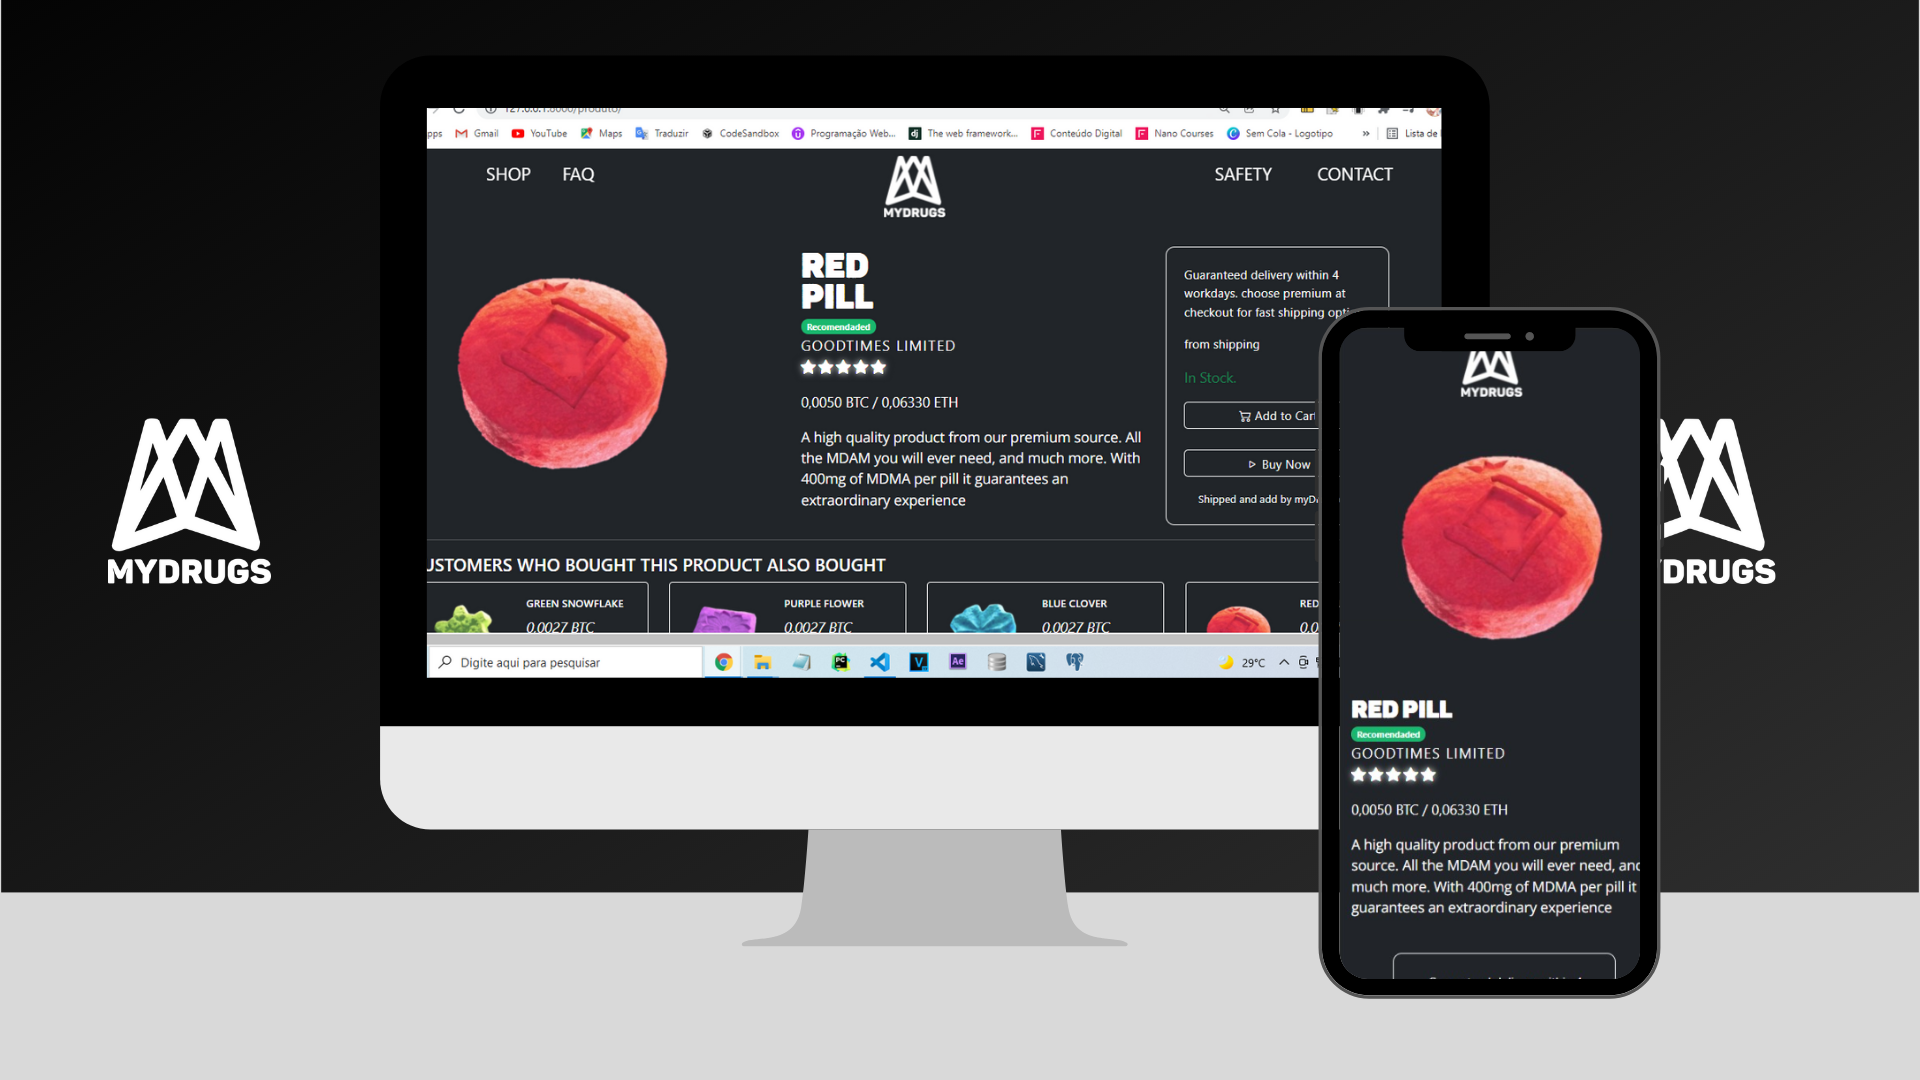 127.0.0.1:8000/produto/
pps Gmail YouTube Maps Traduzir CodeSandbox Programação Web... The web framework... Conteúdo Digital Nano Courses Sem Cola - Logotipo » Lista de
SHOP FAQ
MYDRUGS
SAFETY CONTACT
RED
PILL
Recomendaded
GOODTIMES LIMITED
0,0050 BTC / 0,06330 ETH
A high quality product from our premium source. All
the MDAM you will ever need, and much more. With
400mg of MDMA per pill it guarantees an
extraordinary experience
Guaranteed delivery within 4
workdays. choose premium at
checkout for fast shipping opti
from shipping
In Stock.
Add to Cart
Buy Now
Shipped and add by myD
USTOMERS WHO BOUGHT THIS PRODUCT ALSO BOUGHT
GREEN SNOWFLAKE
0.0027 BTC
PURPLE FLOWER
0.0027 BTC
BLUE CLOVER
0.0027 BTC
RED
0.0
Digite aqui para pesquisar
PC
V
Ae
29°C
MYDRUGS
MYDRUGS
RED PILL
Recomendaded
GOODTIMES LIMITED
0,0050 BTC / 0,06330 ETH
A high quality product from our premium
source. All the MDAM you will ever need, and
much more. With 400mg of MDMA per pill it
guarantees an extraordinary experience
YDRUGS